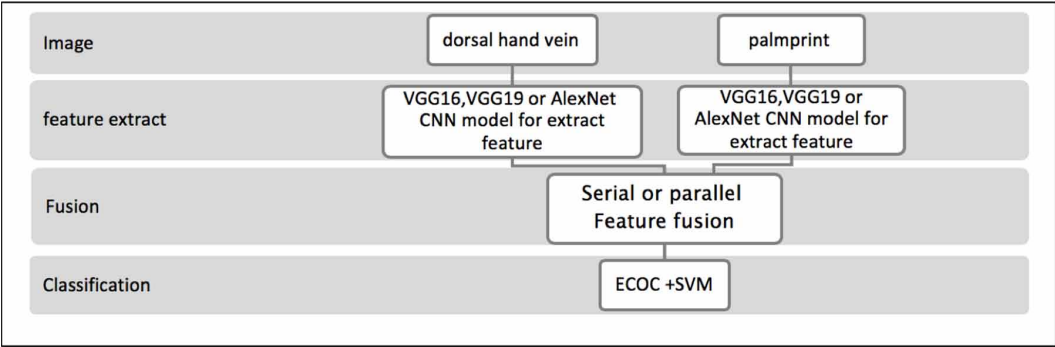 Image
dorsal hand vein
palmprint
feature extract
VGG16,VGG19 or AlexNet
CNN model for extract
feature
VGG16,VGG19 or
AlexNet CNN model for
extract feature
Fusion
Serial or parallel
Feature fusion
Classification
ECOC +SVM